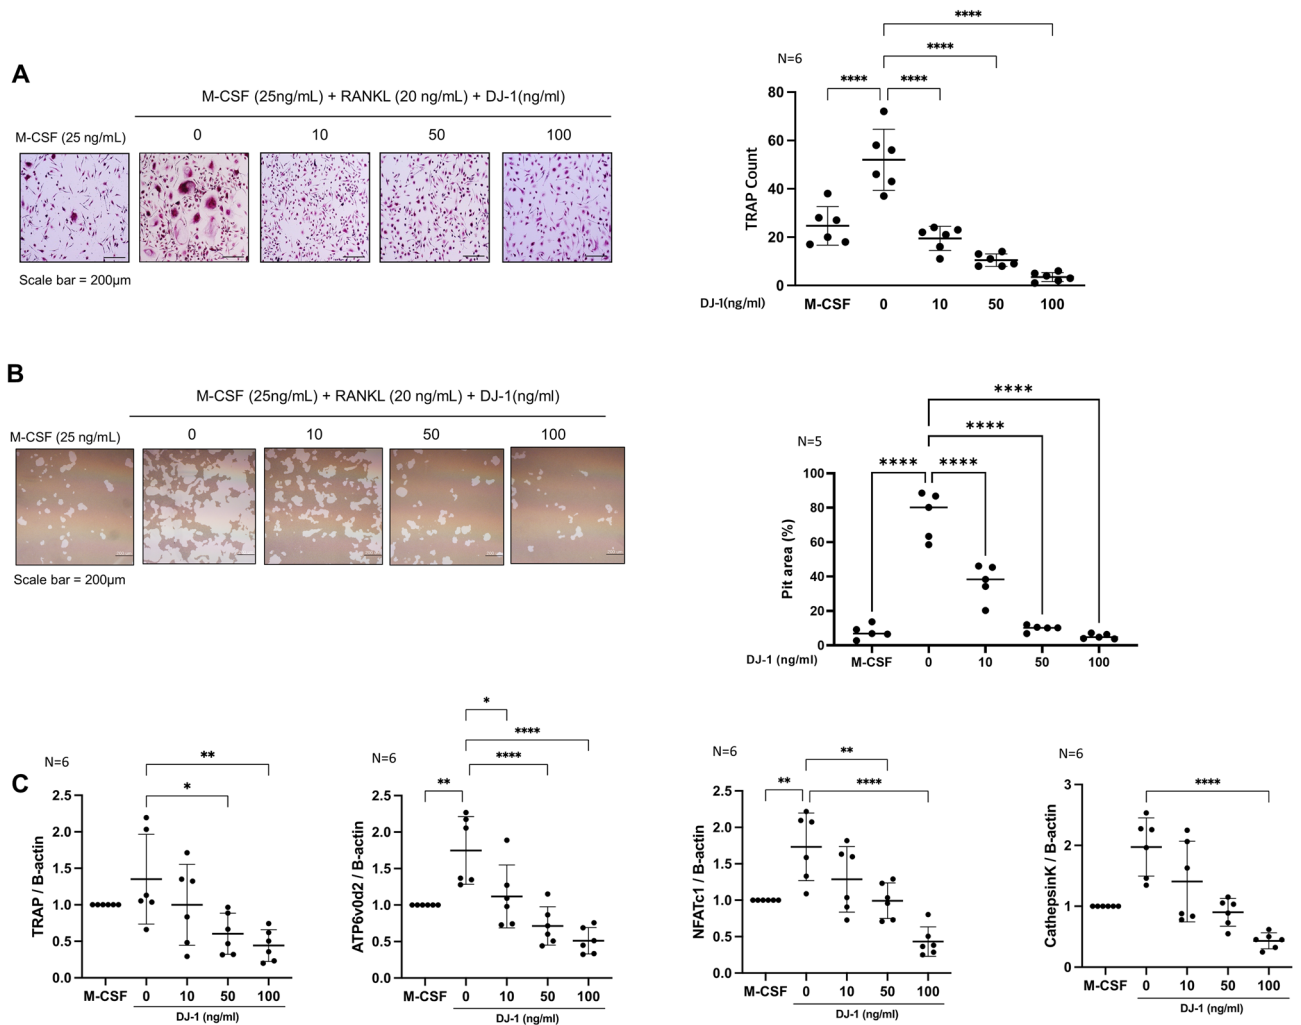 A
M-CSF (25ng/mL) + RANKL (20 ng/mL) + DJ-1(ng/ml)
M-CSF (25 ng/mL)
0
10
50
100
Scale bar = 200µm
N=6
****
****
****
****
TRAP Count
80
60
40
20
0
DJ-1(ng/ml)
M-CSF
0
10
50
100
B
M-CSF (25ng/mL) + RANKL (20 ng/mL) + DJ-1(ng/ml)
M-CSF (25 ng/mL)
0
10
50
100
Scale bar = 200µm
N=5
****
****
****
****
Pit area (%)
100
80
60
40
20
0
DJ-1 (ng/ml)
M-CSF
0
10
50
100
C
N=6
**
*
TRAP / B-actin
2.5
2.0
1.5
1.0
0.5
0.0
M-CSF
0
10
50
100
DJ-1 (ng/ml)
N=6
*
****
****
**
ATP6v0d2 / B-actin
2.5
2.0
1.5
1.0
0.5
0.0
M-CSF
0
10
50
100
DJ-1 (ng/ml)
N=6
**
**
****
NFATc1 / B-actin
2.5
2.0
1.5
1.0
0.5
0.0
M-CSF
0
10
50
100
DJ-1 (ng/ml)
N=6
****
CathepsinK / B-actin
3
2
1
0
M-CSF
0
10
50
100
DJ-1 (ng/ml)